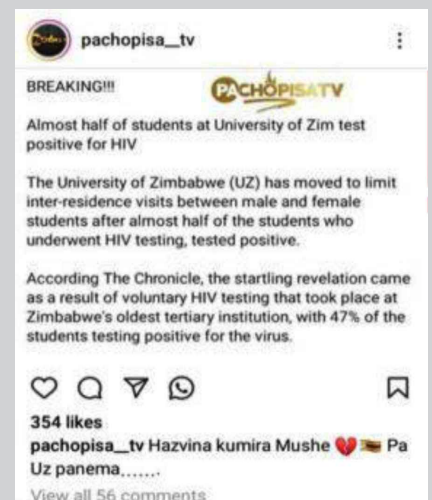 pachopisa__tv
BREAKING!!!
PACHOPISATV
Almost half of students at University of Zim test
positive for HIV
The University of Zimbabwe (UZ) has moved to limit
inter-residence visits between male and female
students after almost half of the students who
underwent HIV testing, tested positive.
According The Chronicle, the startling revelation came
as a result of voluntary HIV testing that took place at
Zimbabwe's oldest tertiary institution, with 47% of the
students testing positive for the virus.
354 likes
pachopisa__tv Hazvina kumira Mushe 💔 🇿🇼 Pa
Uz panema.......
View all 56 comments